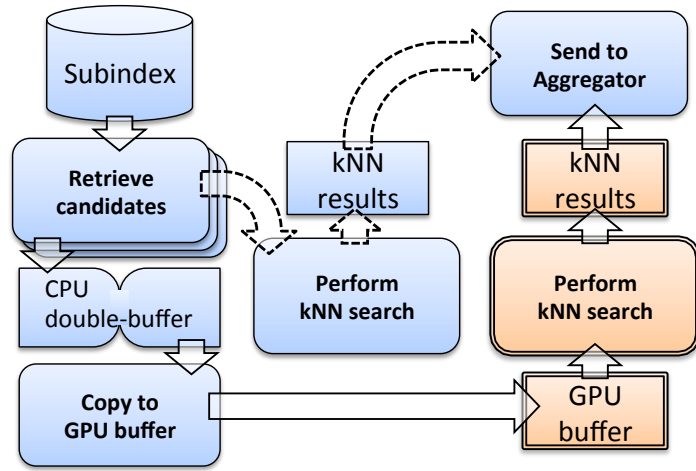 Subindex
Send to
Aggregator
Retrieve
candidates
kNN
results
kNN
results
CPU
double-buffer
Perform
kNN search
Perform
kNN search
Copy to
GPU buffer
GPU
buffer